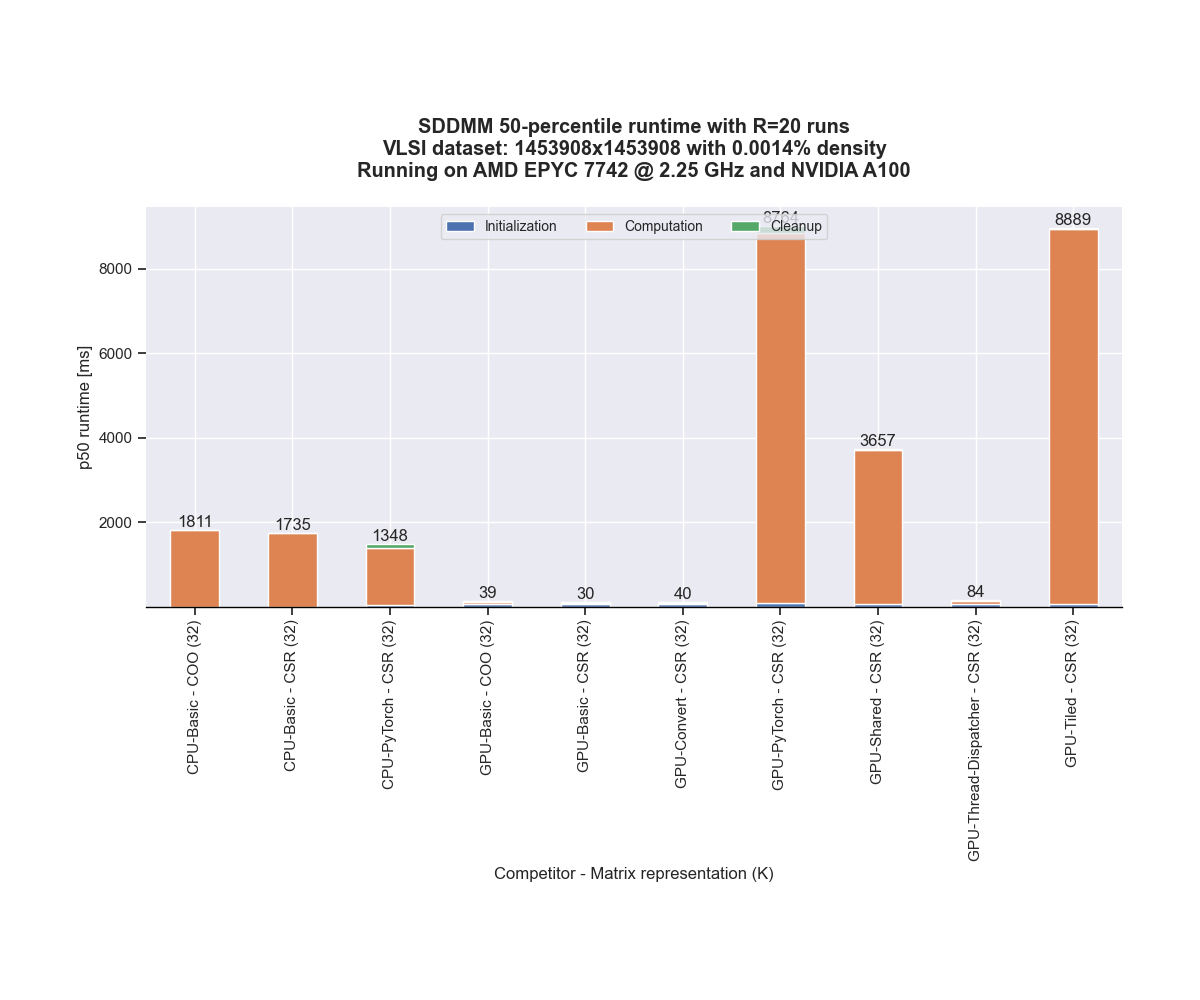 SDDMM 50-percentile runtime with R=20 runs
VLSI dataset: 1453908x1453908 with 0.0014% density
Running on AMD EPYC 7742 @ 2.25 GHz and NVIDIA A100
Initialization Computation Cleanup
8889
8000
6000
4000
2000
p50 runtime [ms]
1811
1735
1348
39
30
40
3657
84
CPU-Basic - COO (32)
CPU-Basic - CSR (32)
CPU-PyTorch - CSR (32)
GPU-Basic - COO (32)
GPU-Basic - CSR (32)
GPU-Convert - CSR (32)
GPU-PyTorch - CSR (32)
GPU-Shared - CSR (32)
GPU-Thread-Dispatcher - CSR (32)
GPU-Tiled - CSR (32)
Competitor - Matrix representation (K)